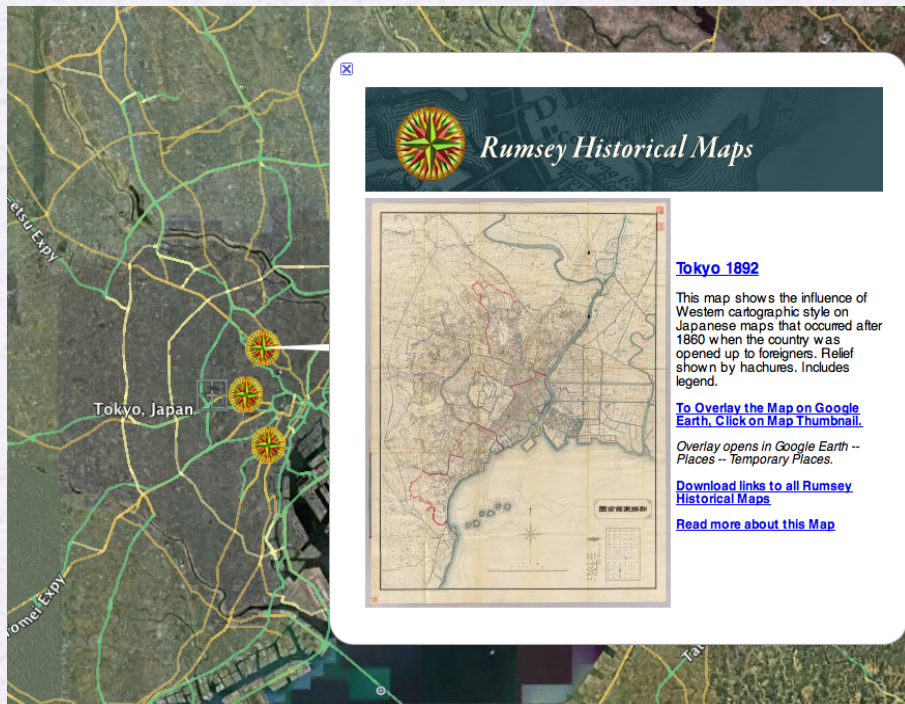 Rumsey Historical Maps
Tokyo 1892
This map shows the influence of
Western cartographic style on
Japanese maps that occurred after
1860 when the country was
opened up to foreigners. Relief
shown by hachures. Includes
legend.
To Overlay the Map on Google
Earth, Click on Map Thumbnail.
Overlay opens in Google Earth --
Places -- Temporary Places.
Download links to all Rumsey
Historical Maps
Read more about this Map
etsu Expy
Tokyo, Japan
omei Expy